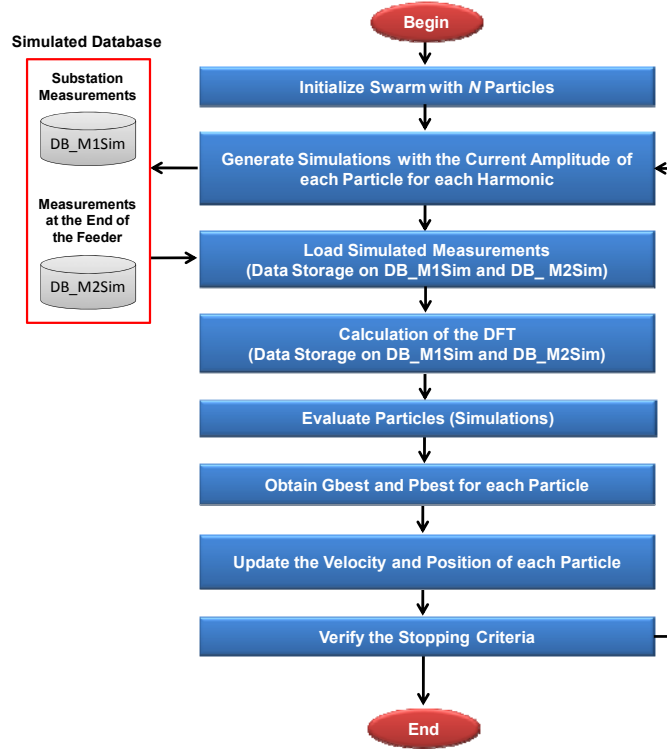 Begin
Simulated Database
Substation
Measurements
DB_M1Sim
Measurements
at the End of
the Feeder
DB_M2Sim
Initialize Swarm with N Particles
Generate Simulations with the Current Amplitude of
each Particle for each Harmonic
Load Simulated Measurements
(Data Storage on DB_M1Sim and DB_ M2Sim)
Calculation of the DFT
(Data Storage on DB_M1Sim and DB_M2Sim)
Evaluate Particles (Simulations)
Obtain Gbest and Pbest for each Particle
Update the Velocity and Position of each Particle
Verify the Stopping Criteria
End